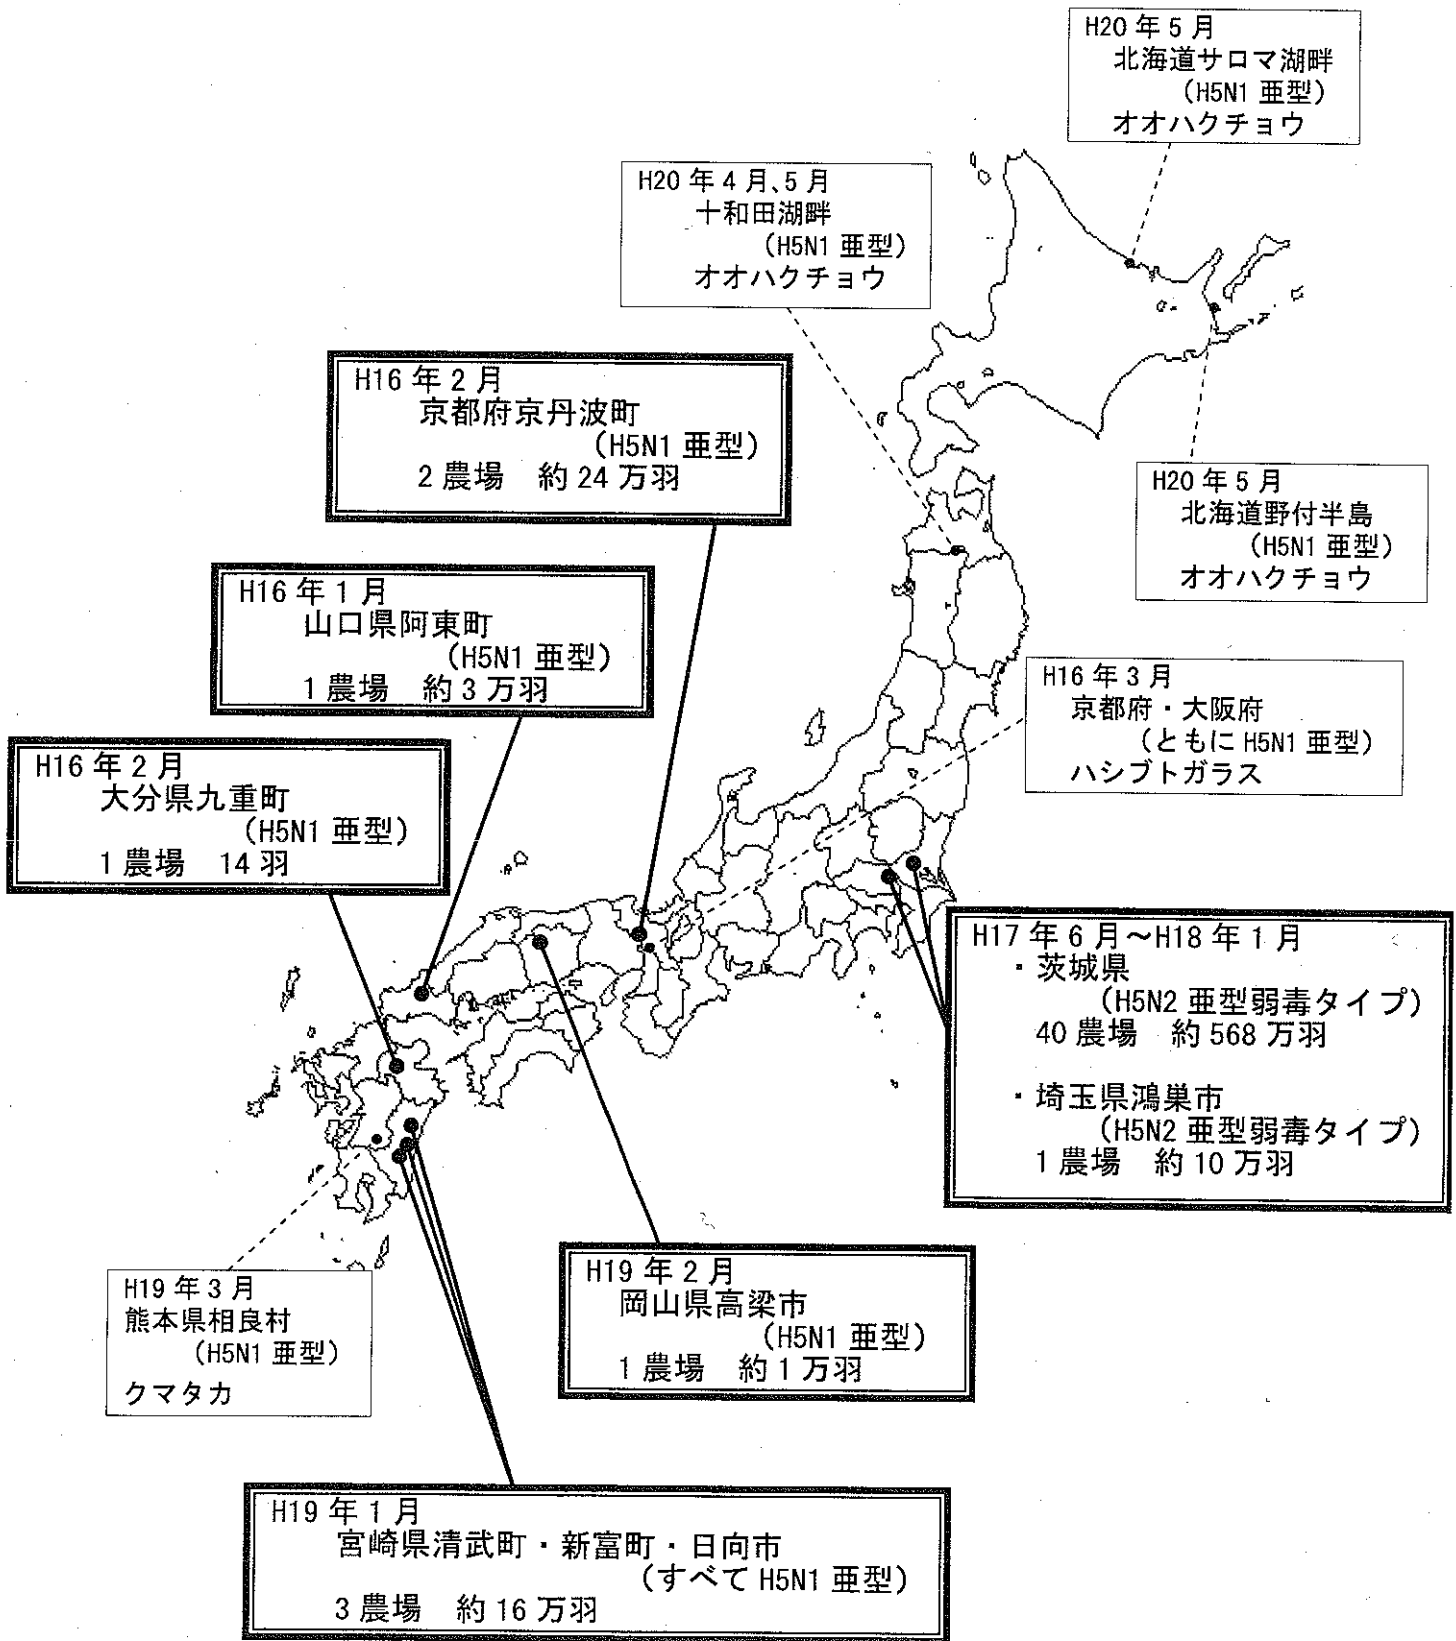 H20年5月
北海道サロマ湖畔
(H5N1亜型)
オオハクチョウ
H20年4月、5月
十和田湖畔
(H5N1亜型)
オオハクチョウ
H16年2月
京都府京丹波町
(H5N1亜型)
2農場 約24万羽
H20年5月
北海道野付半島
(H5N1亜型)
オオハクチョウ
H16年1月
山口県阿東町
(H5N1亜型)
1農場 約3万羽
H16年3月
京都府・大阪府
(ともにH5N1亜型)
ハシブトガラス
H16年2月
大分県九重町
(H5N1亜型)
1農場 14羽
H17年6月～H18年1月
・茨城県
(H5N2亜型弱毒タイプ)
40農場 約568万羽
・埼玉県鴻巣市
(H5N2亜型弱毒タイプ)
1農場 約10万羽
H19年3月
熊本県相良村
(H5N1亜型)
クマタカ
H19年2月
岡山県高梁市
(H5N1亜型)
1農場 約1万羽
H19年1月
宮崎県清武町・新富町・日向市
(すべてH5N1亜型)
3農場 約16万羽